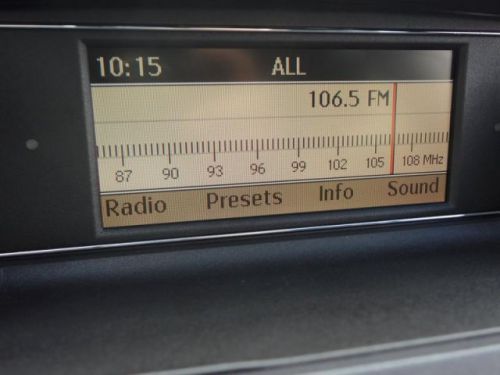 10:15 ALL
106.5 FM
87 90 93 96 99 102 105 108 MHz
Radio Presets Info Sound